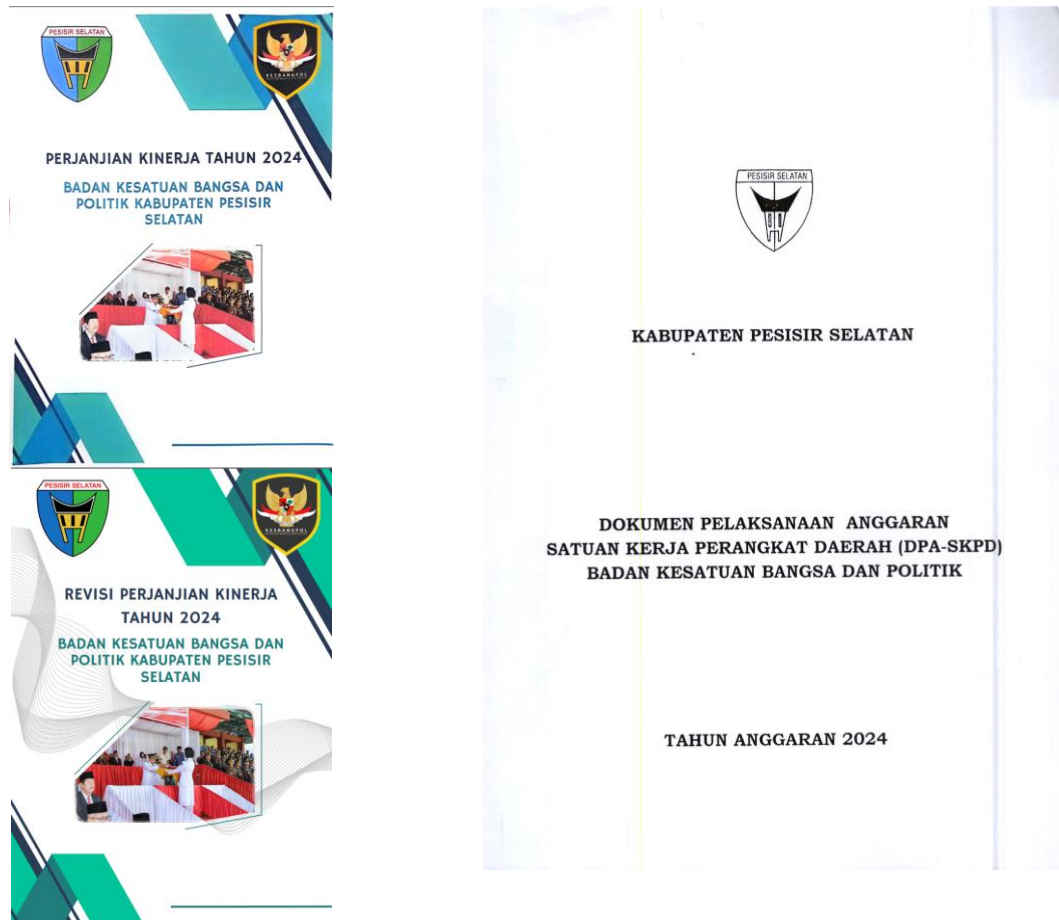 PESISIR SELATAN
KESBANGPOL
PERJANJIAN KINERJA TAHUN 2024
BADAN KESATUAN BANGSA DAN
POLITIK KABUPATEN PESISIR
SELATAN
PESISIR SELATAN
KESBANGPOL
REVISI PERJANJIAN KINERJA
TAHUN 2024
BADAN KESATUAN BANGSA DAN
POLITIK KABUPATEN PESISIR
SELATAN
PESISIR SELATAN
KABUPATEN PESISIR SELATAN
DOKUMEN PELAKSANAAN ANGGARAN
SATUAN KERJA PERANGKAT DAERAH (DPA-SKPD)
BADAN KESATUAN BANGSA DAN POLITIK
TAHUN ANGGARAN 2024